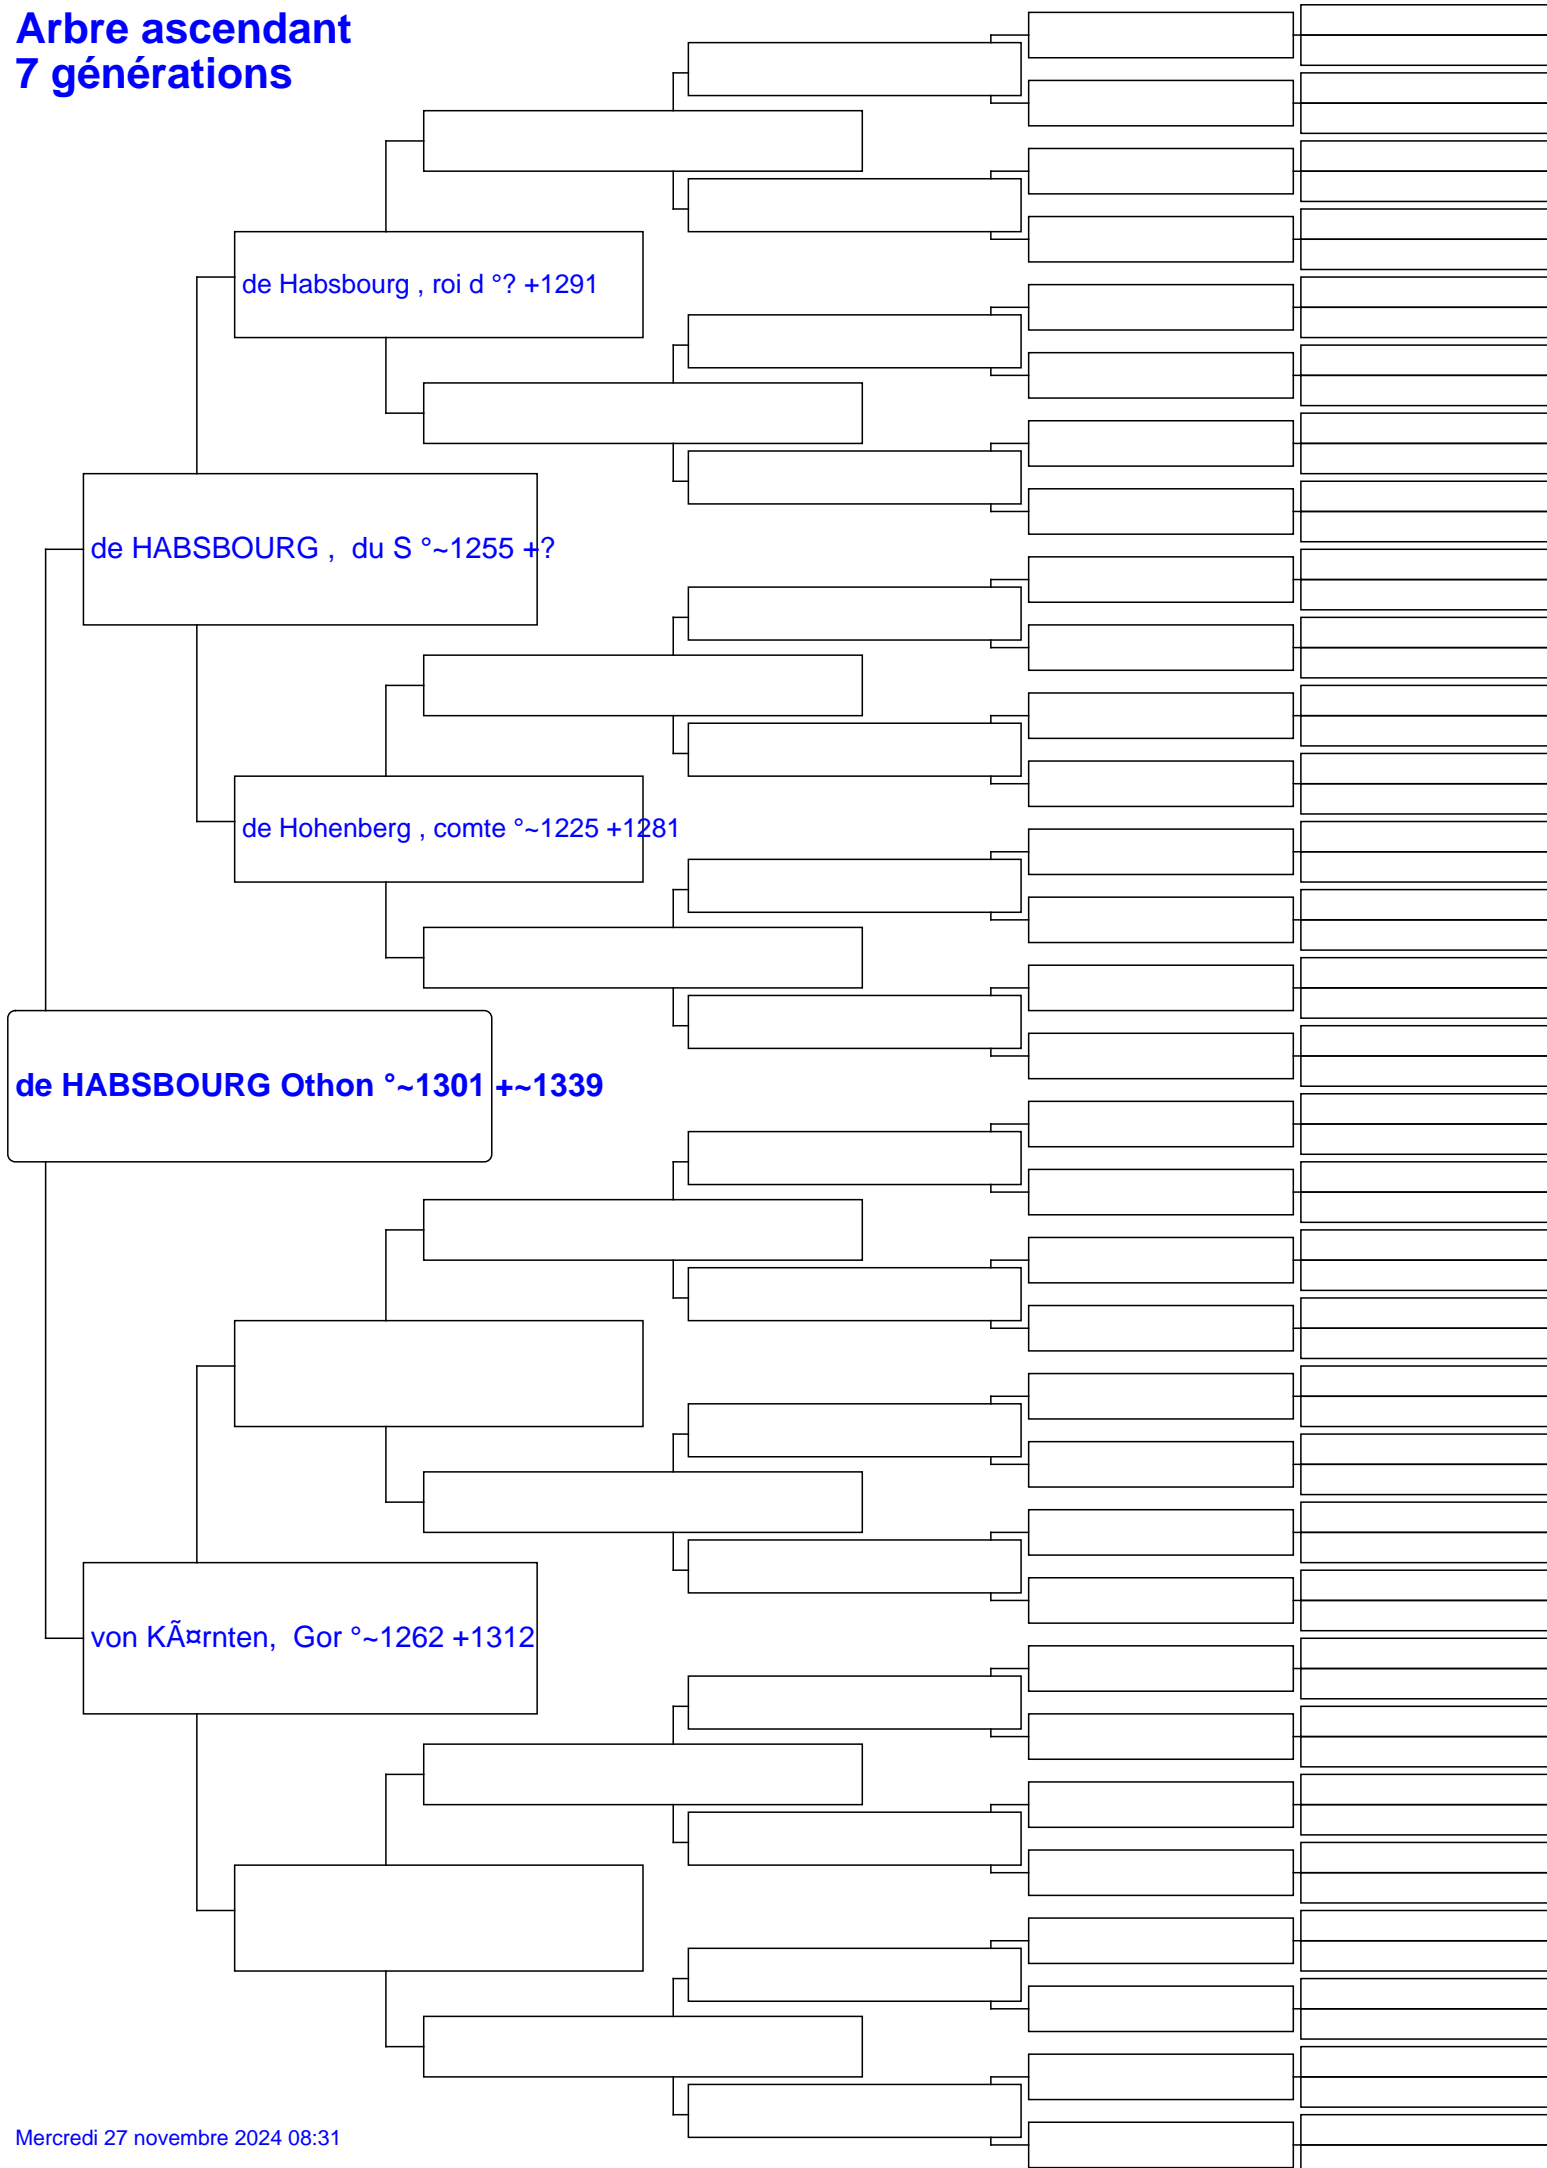 Arbre ascendant
7 générations
de Habsbourg , roi d °? +1291
de HABSBOURG ,  du S °~1255 +?
de Hohenberg , comte °~1225 +1281
de HABSBOURG Othon °~1301 +~1339
von KÃ¤rnten,  Gor °~1262 +1312
Mercredi 27 novembre 2024 08:31